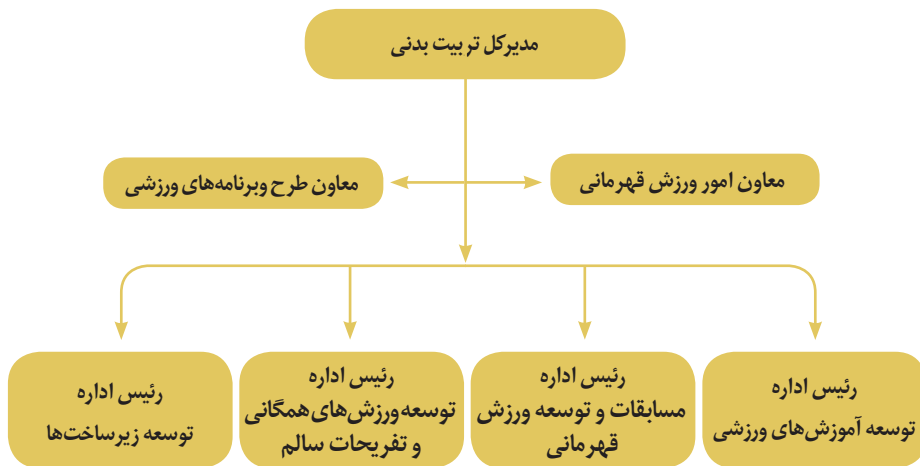 مدیرکل تربیت بدنی
معاون امور ورزش قهرمانی
معاون طرح وبرنامه‌های ورزشی
رئیس اداره
توسعه آموزش‌های ورزشی
رئیس اداره
مسابقات و توسعه ورزش
قهرمانی
رئیس اداره
توسعه ورزش‌های همگانی
و تفریحات سالم
رئیس اداره
توسعه زیرساخت‌ها